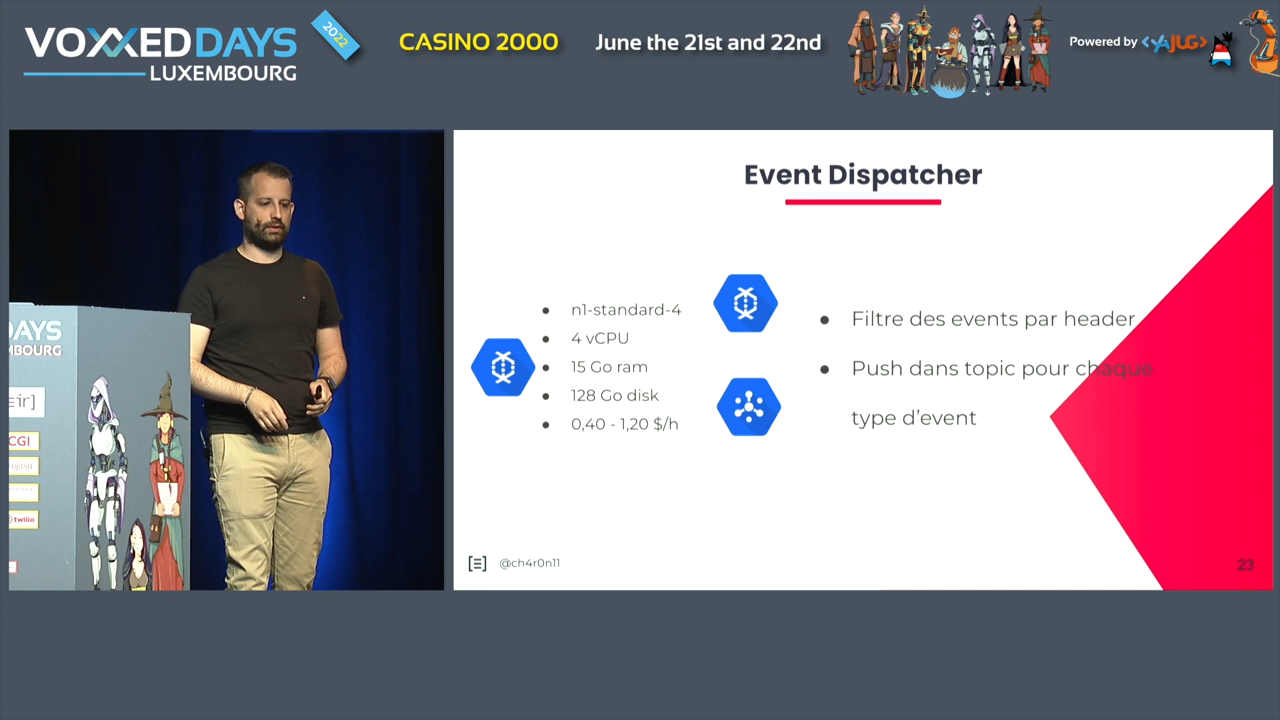 VOXXED DAYS
LUXEMBOURG
2022
CASINO 2000
June the 21st and 22nd
Powered by <YAJUG>
DAYS
MBOURG
CGI
twilio
Event Dispatcher
● n1-standard-4
● 4 vCPU
● 15 Go ram
● 128 Go disk
● 0,40 - 1,20 $/h
● Filtre des events par header
● Push dans topic pour chaque
type d’event
@ch4r0n11
23